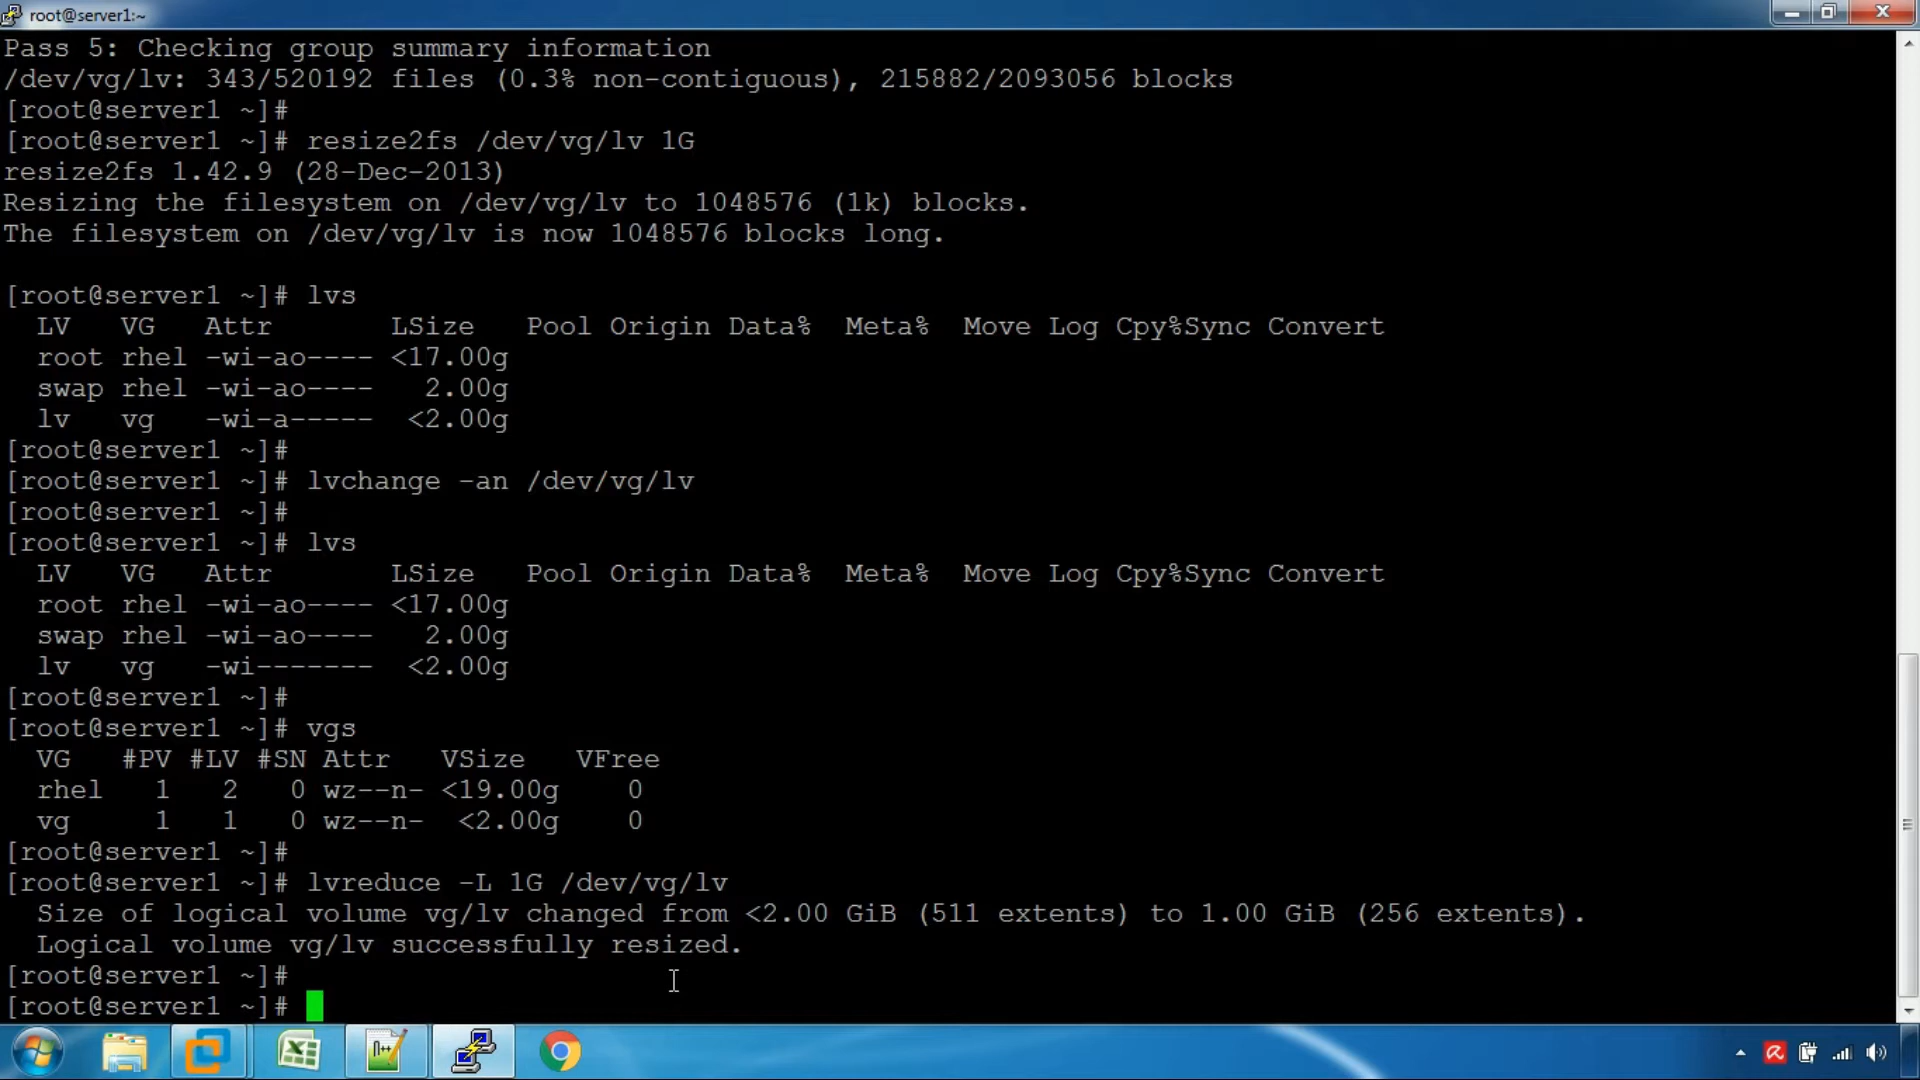 root@server1:~
Pass 5: Checking group summary information
/dev/vg/lv: 343/520192 files (0.3% non-contiguous), 215882/2093056 blocks
[root@server1 ~]#
[root@server1 ~]# resize2fs /dev/vg/lv 1G
resize2fs 1.42.9 (28-Dec-2013)
Resizing the filesystem on /dev/vg/lv to 1048576 (1k) blocks.
The filesystem on /dev/vg/lv is now 1048576 blocks long.
[root@server1 ~]# lvs
LV VG Attr LSize Pool Origin Data% Meta% Move Log Cpy%Sync Convert
root rhel -wi-ao---- <17.00g
swap rhel -wi-ao---- 2.00g
lv vg -wi-a----- <2.00g
[root@server1 ~]#
[root@server1 ~]# lvchange -an /dev/vg/lv
[root@server1 ~]#
[root@server1 ~]# lvs
LV VG Attr LSize Pool Origin Data% Meta% Move Log Cpy%Sync Convert
root rhel -wi-ao---- <17.00g
swap rhel -wi-ao---- 2.00g
lv vg -wi------- <2.00g
[root@server1 ~]#
[root@server1 ~]# vgs
VG #PV #LV #SN Attr VSize VFree
rhel 1 2 0 wz--n- <19.00g 0
vg 1 1 0 wz--n- <2.00g 0
[root@server1 ~]#
[root@server1 ~]# lvreduce -L 1G /dev/vg/lv
Size of logical volume vg/lv changed from <2.00 GiB (511 extents) to 1.00 GiB (256 extents).
Logical volume vg/lv successfully resized.
[root@server1 ~]#
[root@server1 ~]#